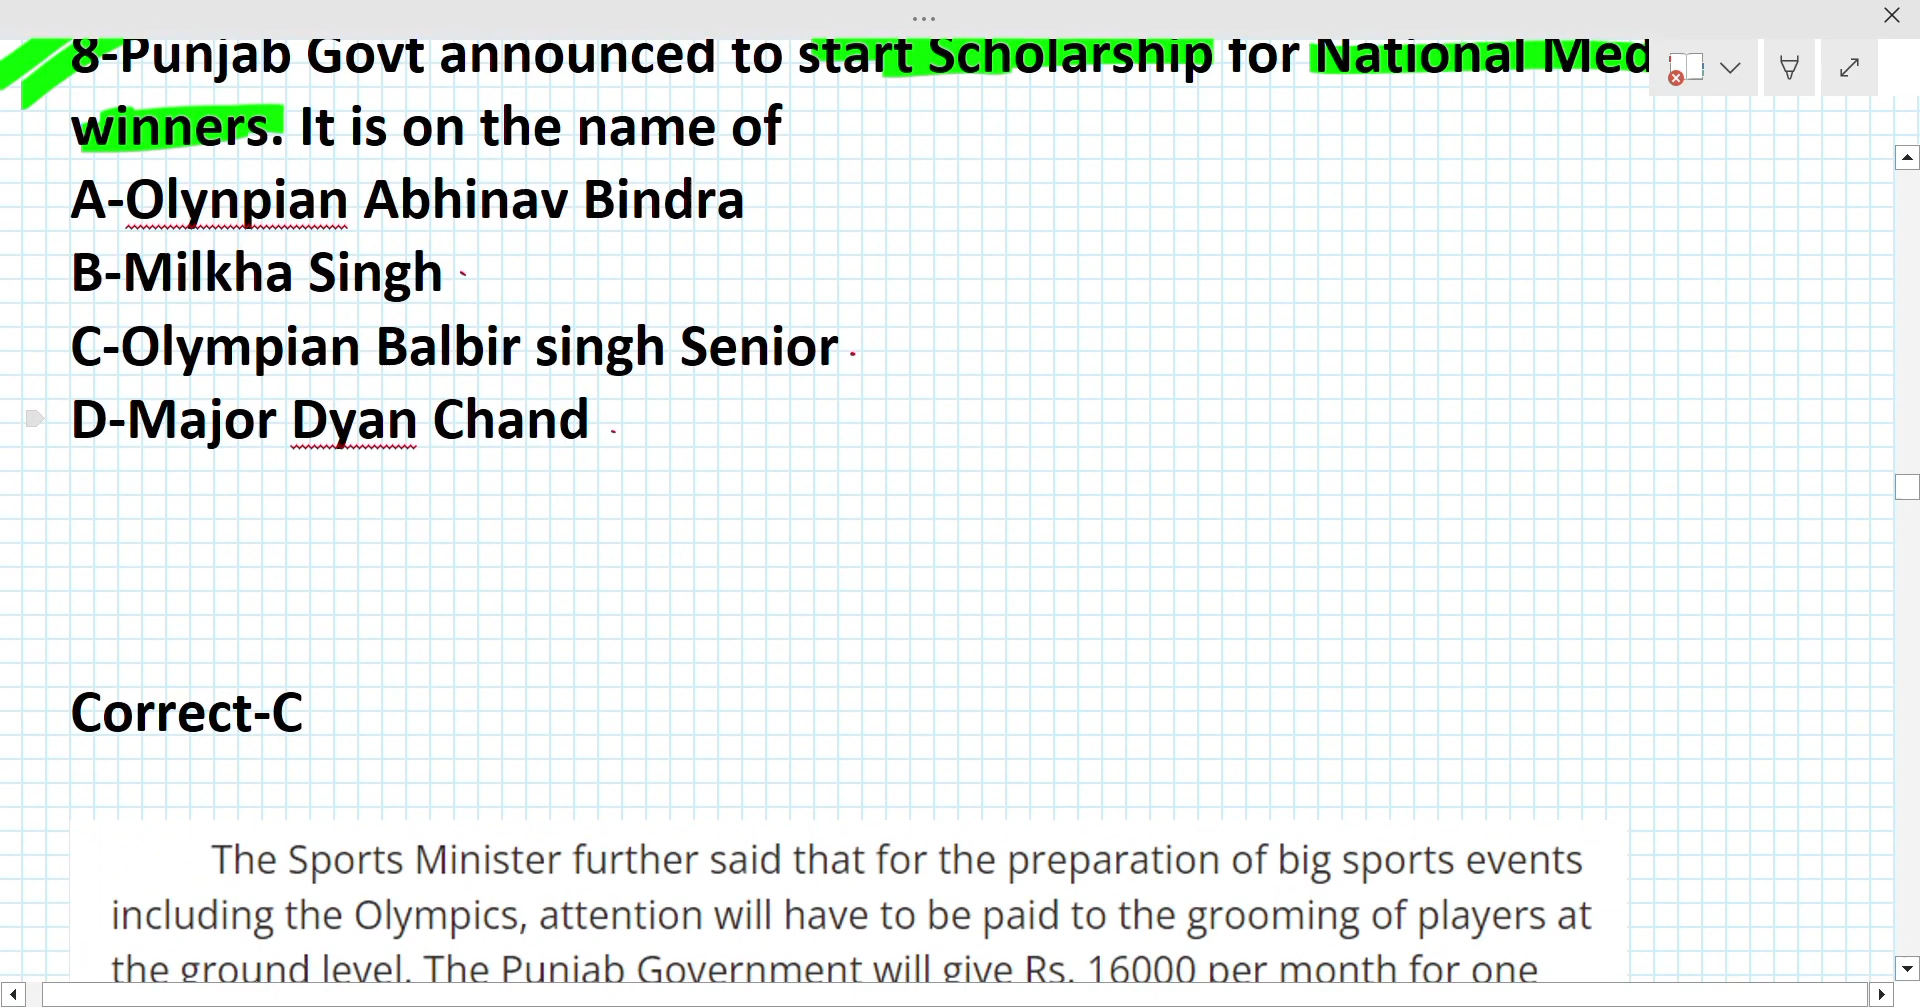 8-Punjab Govt announced to start Scholarship for National Med
winners. It is on the name of
A-Olynpian Abhinav Bindra
B-Milkha Singh
C-Olympian Balbir singh Senior
D-Major Dyan Chand
Correct-C
The Sports Minister further said that for the preparation of big sports events
including the Olympics, attention will have to be paid to the grooming of players at
the ground level. The Punjab Government will give Rs. 16000 per month for one